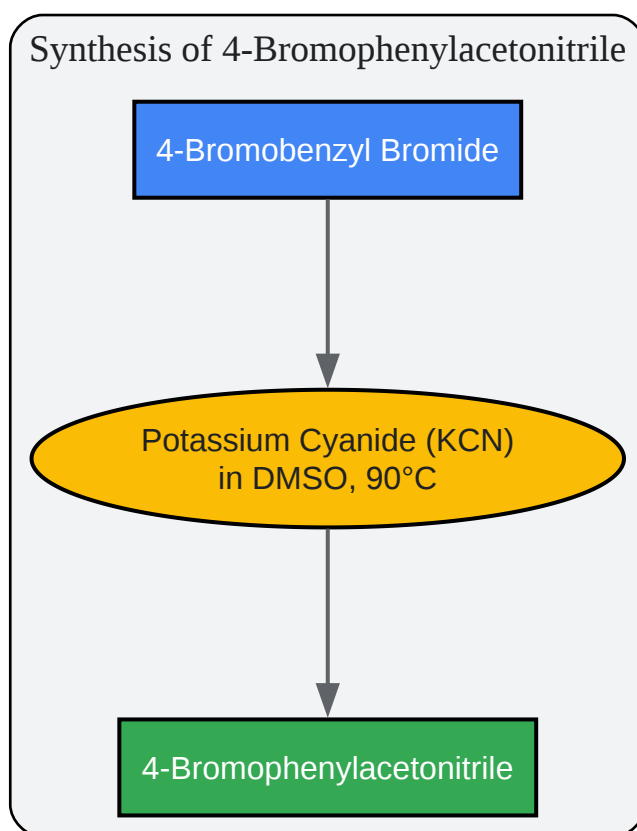 Synthesis of 4-Bromophenylacetonitrile
4-Bromobenzyl Bromide
Potassium Cyanide (KCN)
in DMSO, 90°C
4-Bromophenylacetonitrile